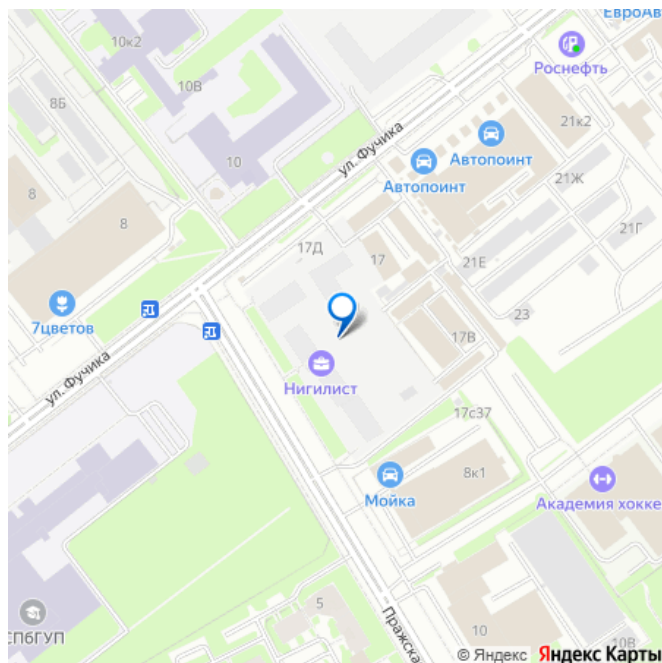 ЕвроАв
10к2
Роснефть
10В
8Б
21к2
ул. Фучика
Автопоинт
10
Автопоинт
21Ж
8
8
21Г
17Д
17
21Е
7цветов
23
17В
ул. Фучика
Нигилист
17с37
8к1
Мойка
Академия хокке
5
СПбГУП
Пражска
10
10В
© Яндекс Яндекс Карты